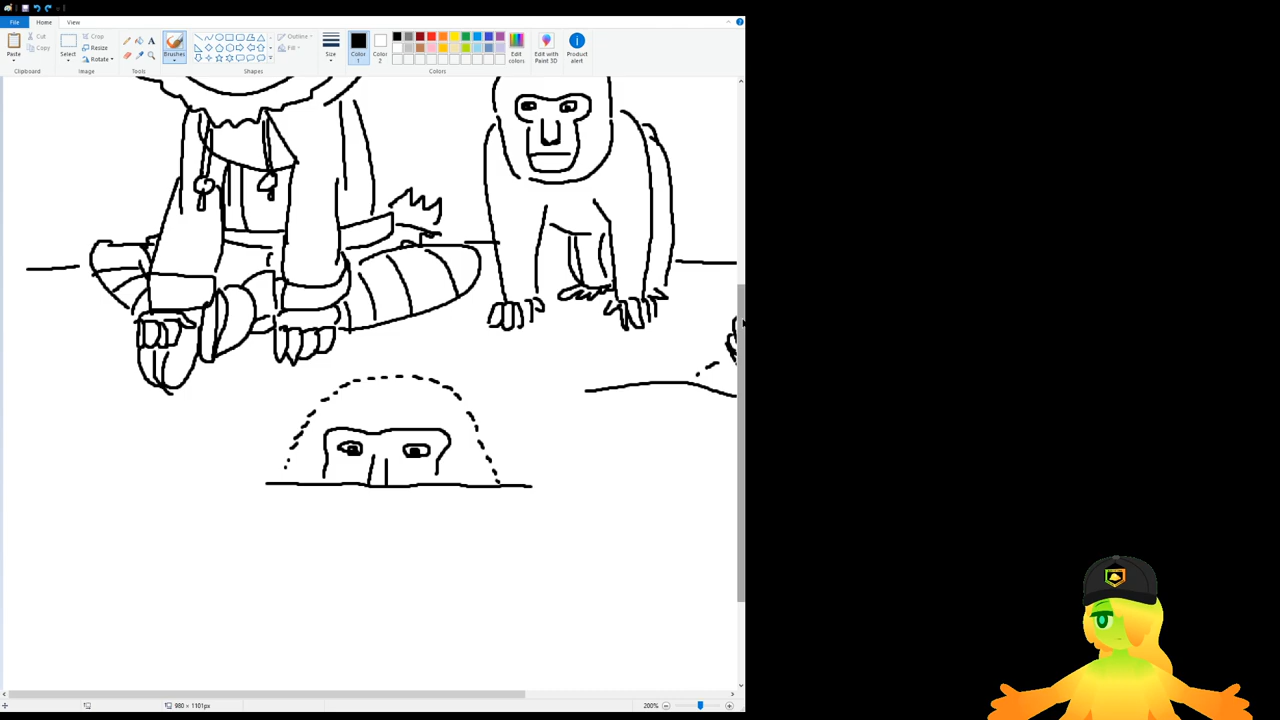 File Home View
Cut
Copy
Paste
Clipboard
Crop
Resize
Rotate
Select
Image
Tools
Brushes
Shapes
Outline
Fill
Size
Color 1
Color 2
Colors
Edit colors
Edit with Paint 3D
Product alert
980 × 1101px
200%